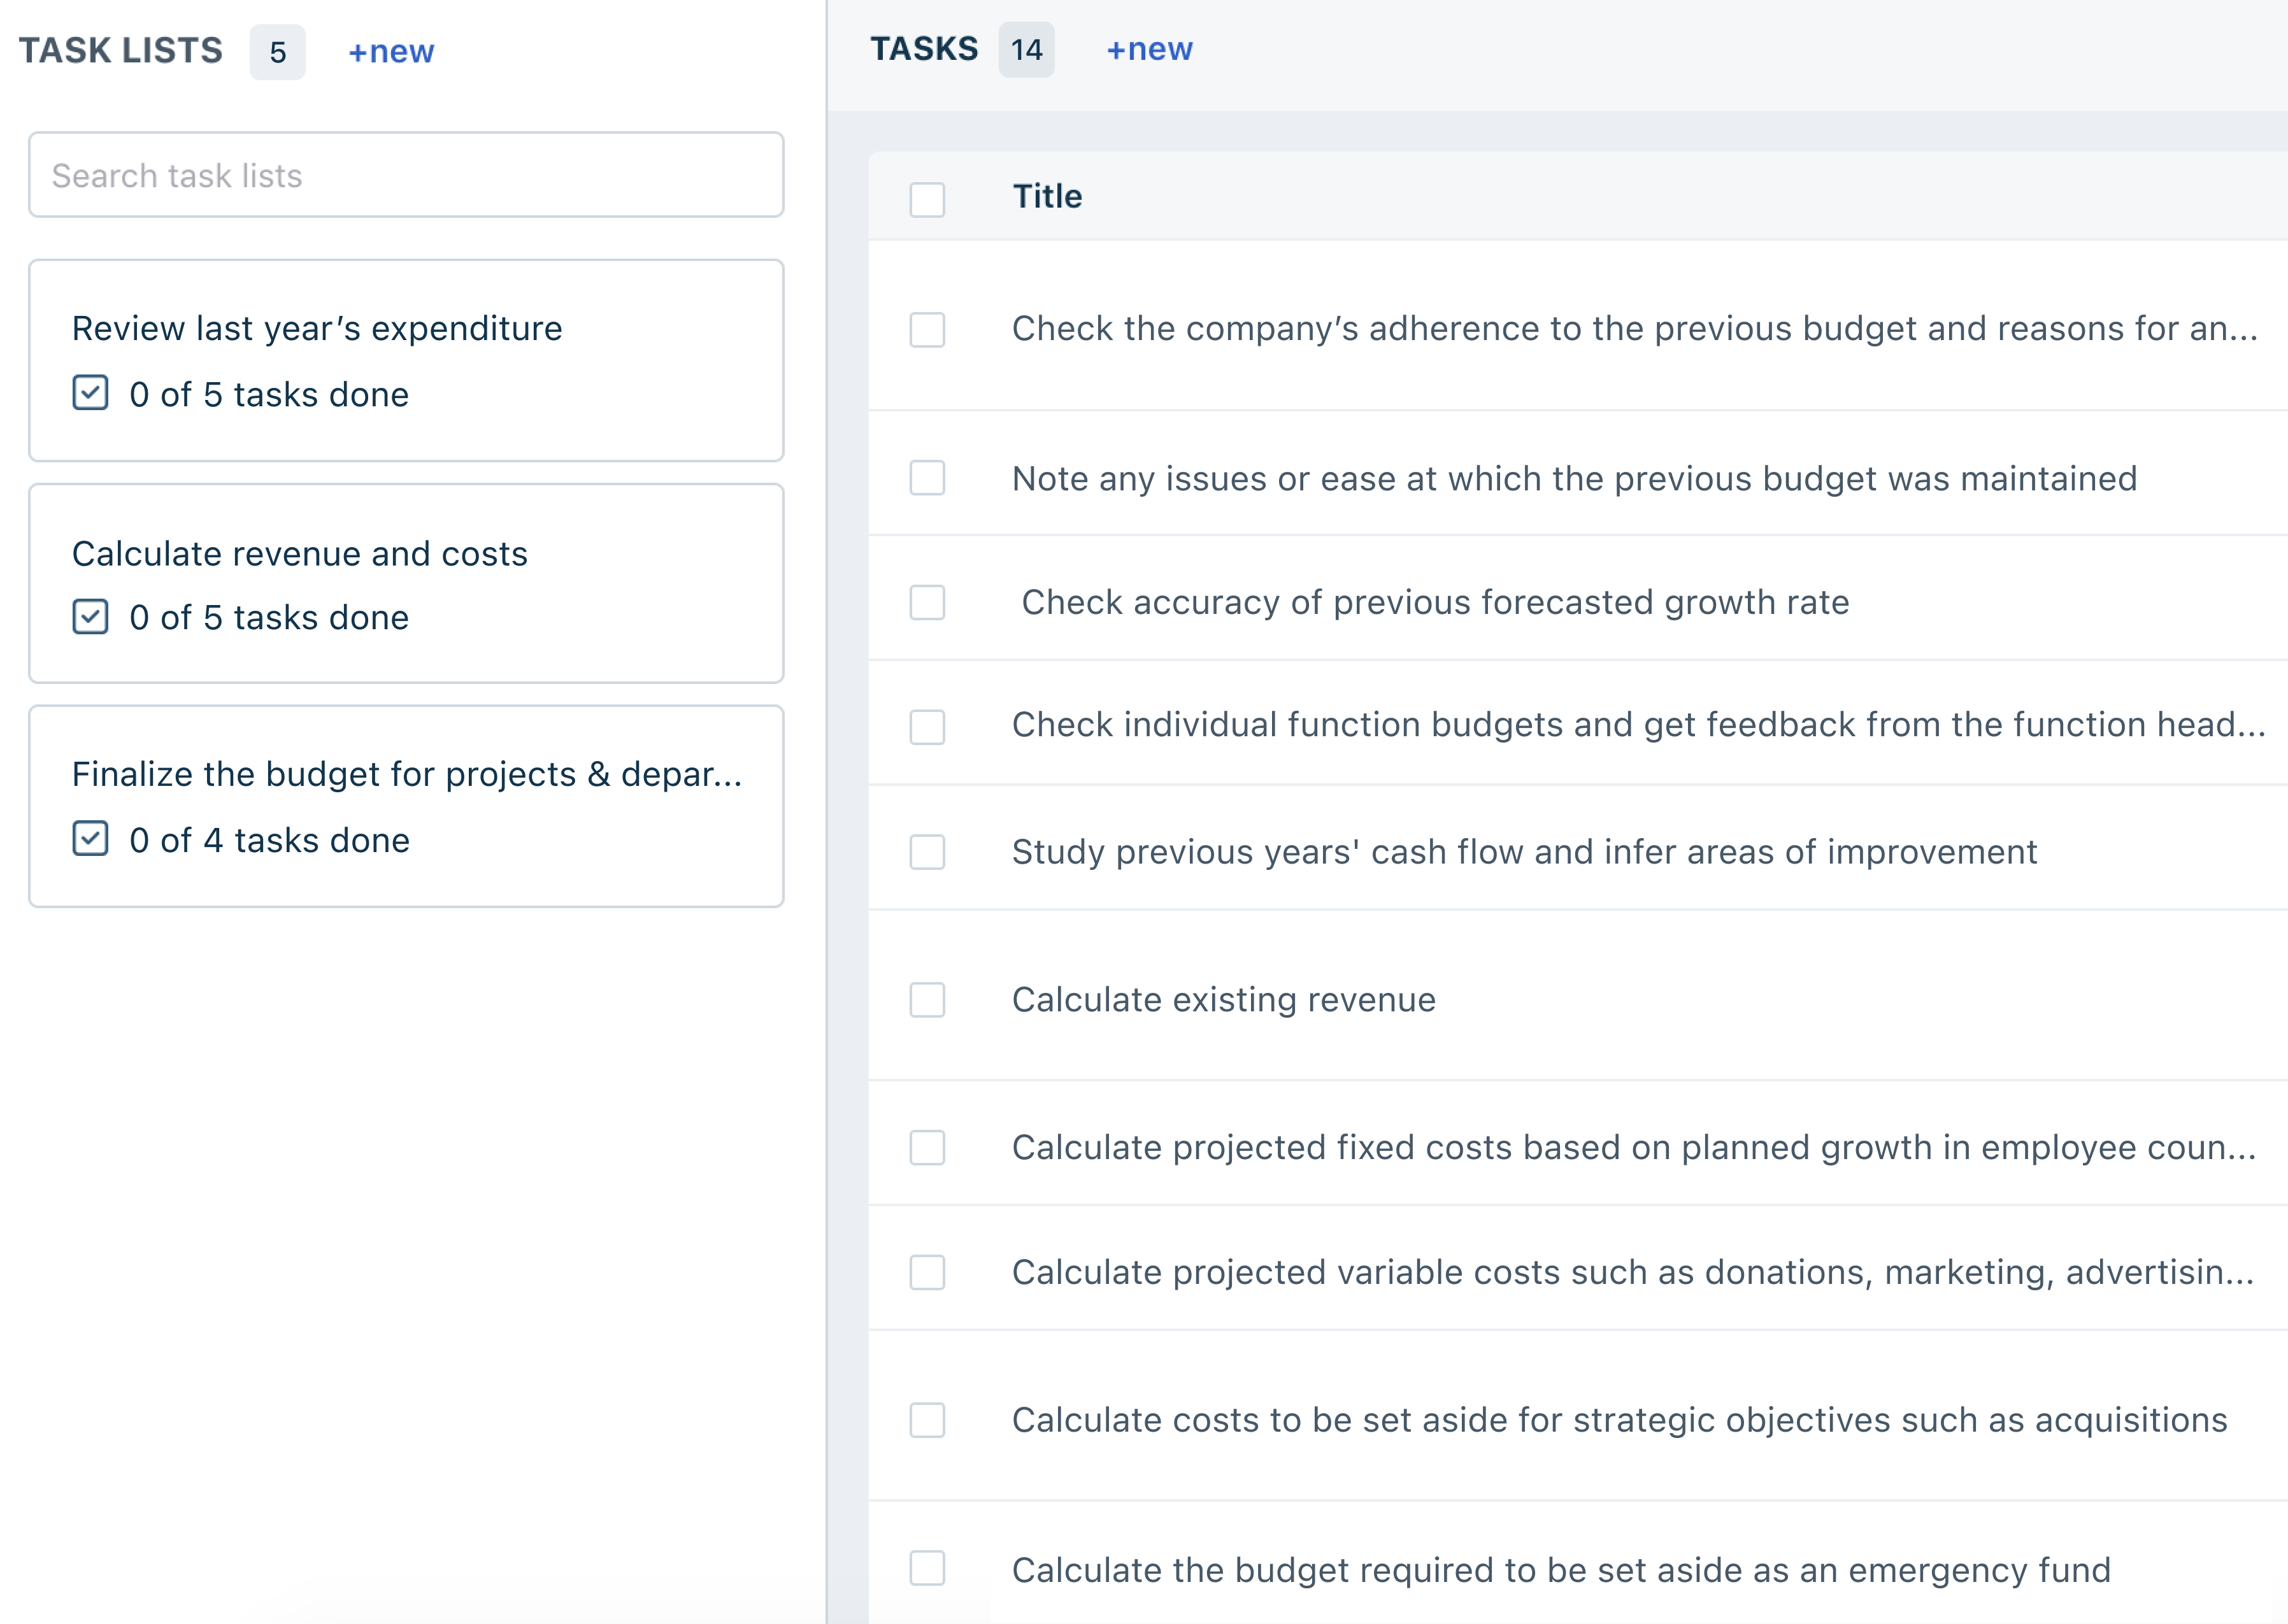 TASK LISTS 5 +new
Search task lists
Review last year’s expenditure
0 of 5 tasks done
Calculate revenue and costs
0 of 5 tasks done
Finalize the budget for projects & depar...
0 of 4 tasks done
TASKS 14 +new
Title
Check the company’s adherence to the previous budget and reasons for an...
Note any issues or ease at which the previous budget was maintained
Check accuracy of previous forecasted growth rate
Check individual function budgets and get feedback from the function head...
Study previous years' cash flow and infer areas of improvement
Calculate existing revenue
Calculate projected fixed costs based on planned growth in employee coun...
Calculate projected variable costs such as donations, marketing, advertisin...
Calculate costs to be set aside for strategic objectives such as acquisitions
Calculate the budget required to be set aside as an emergency fund